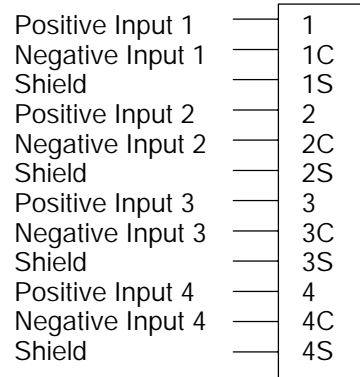 Positive Input 1 1
Negative Input 1 1C
Shield 1S
Positive Input 2 2
Negative Input 2 2C
Shield 2S
Positive Input 3 3
Negative Input 3 3C
Shield 3S
Positive Input 4 4
Negative Input 4 4C
Shield 4S